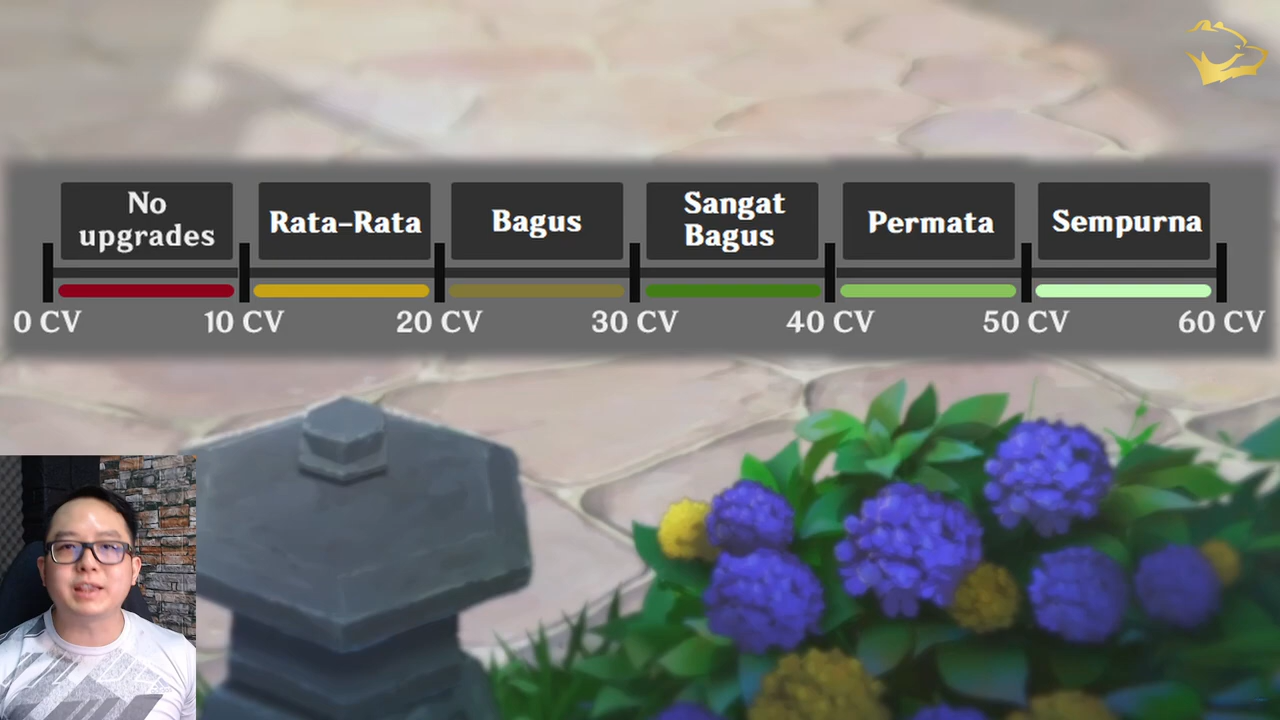 No
upgrades
Rata-Rata
Bagus
Sangat
Bagus
Permata
Sempurna
0 CV
10 CV
20 CV
30 CV
40 CV
50 CV
60 CV